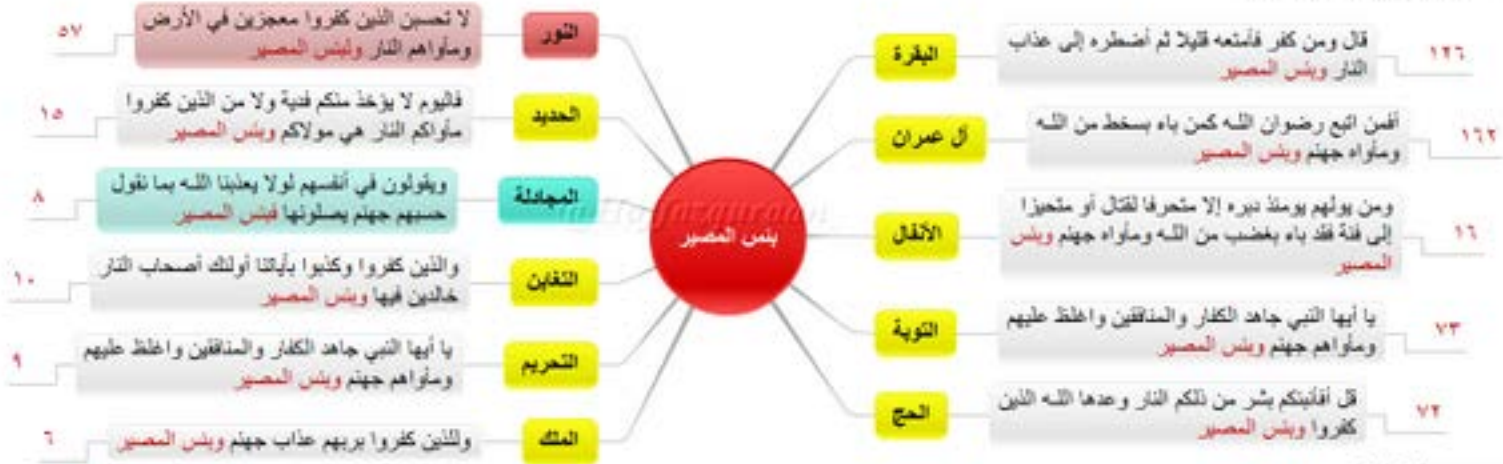 البقرة
١٢٦
قال ومن كفر فأمتعه قليلا ثم أضطره إلى عذاب
النار وبئس المصير
آل عمران
١٦٢
أفمن اتبع رضوان الله كمن باء بسخط من الله
ومأواه جهنم وبئس المصير
الأنفال
١٦
ومن يولهم يومئذ دبره إلا متحرفا لقتال أو متحيزا
إلى فئة فقد باء بغضب من الله ومأواه جهنم وبئس
المصير
التوبة
٧٣
يا أيها النبي جاهد الكفار والمنافقين واغلظ عليهم
ومأواهم جهنم وبئس المصير
الحج
٧٢
قل أفأنبئكم بشر من ذلكم النار وعدها الله الذين
كفروا وبئس المصير
بئس المصير
النور
٥٧
لا تحسبن الذين كفروا معجزين في الأرض
ومأواهم النار ولبئس المصير
الحديد
١٥
فاليوم لا يؤخذ منكم فدية ولا من الذين كفروا
مأواكم النار هي مولاكم وبئس المصير
المجادلة
٨
ويقولون في أنفسهم لولا يعذبنا الله بما نقول
حسبهم جهنم يصلونها فبئس المصير
التغابن
١٠
والذين كفروا وكذبوا بآياتنا أولئك أصحاب النار
خالدين فيها وبئس المصير
التحريم
٩
يا أيها النبي جاهد الكفار والمنافقين واغلظ عليهم
ومأواهم جهنم وبئس المصير
الملك
٦
وللذين كفروا بربهم عذاب جهنم وبئس المصير